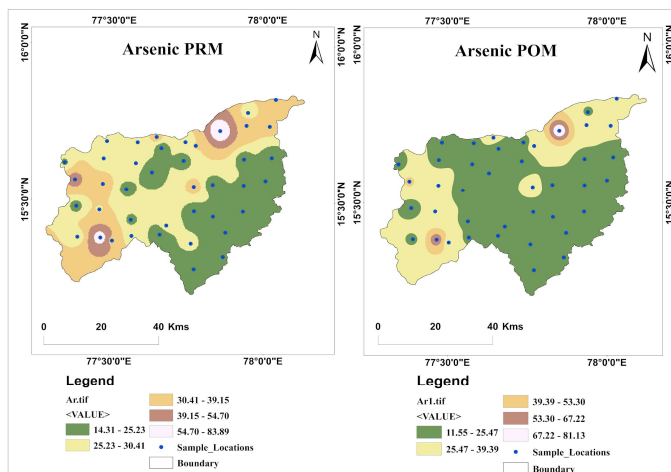 77°30'0"E 78°0'0"E
Arsenic PRM
N
16°0'0"N
15°30'0"N
0 20 40 Kms
77°30'0"E 78°0'0"E
Legend
Ar.tif
<VALUE>
14.31 - 25.23
25.23 - 30.41
30.41 - 39.15
39.15 - 54.70
54.70 - 83.89
Sample_Locations
Boundary
77°30'0"E 78°0'0"E
Arsenic POM
N
16°0'0"N
15°30'0"N
0 20 40 Kms
77°30'0"E 78°0'0"E
Legend
Ar1.tif
<VALUE>
11.55 - 25.47
25.47 - 39.39
39.39 - 53.30
53.30 - 67.22
67.22 - 81.13
Sample_Locations
Boundary